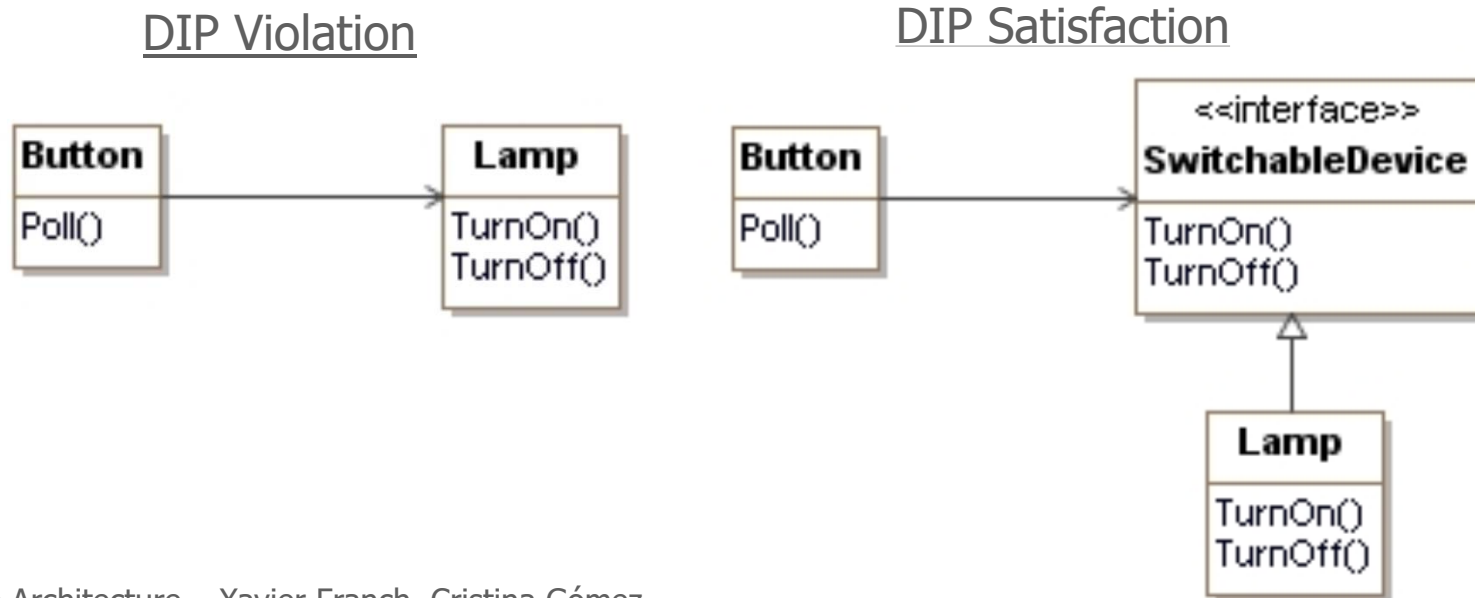 DIP Violation
DIP Satisfaction
Button
Poll()
Lamp
TurnOn()
TurnOff()
Button
Poll()
<<interface>>
SwitchableDevice
TurnOn()
TurnOff()
Lamp
TurnOn()
TurnOff()
Xavier Franch, Cristina Gómez